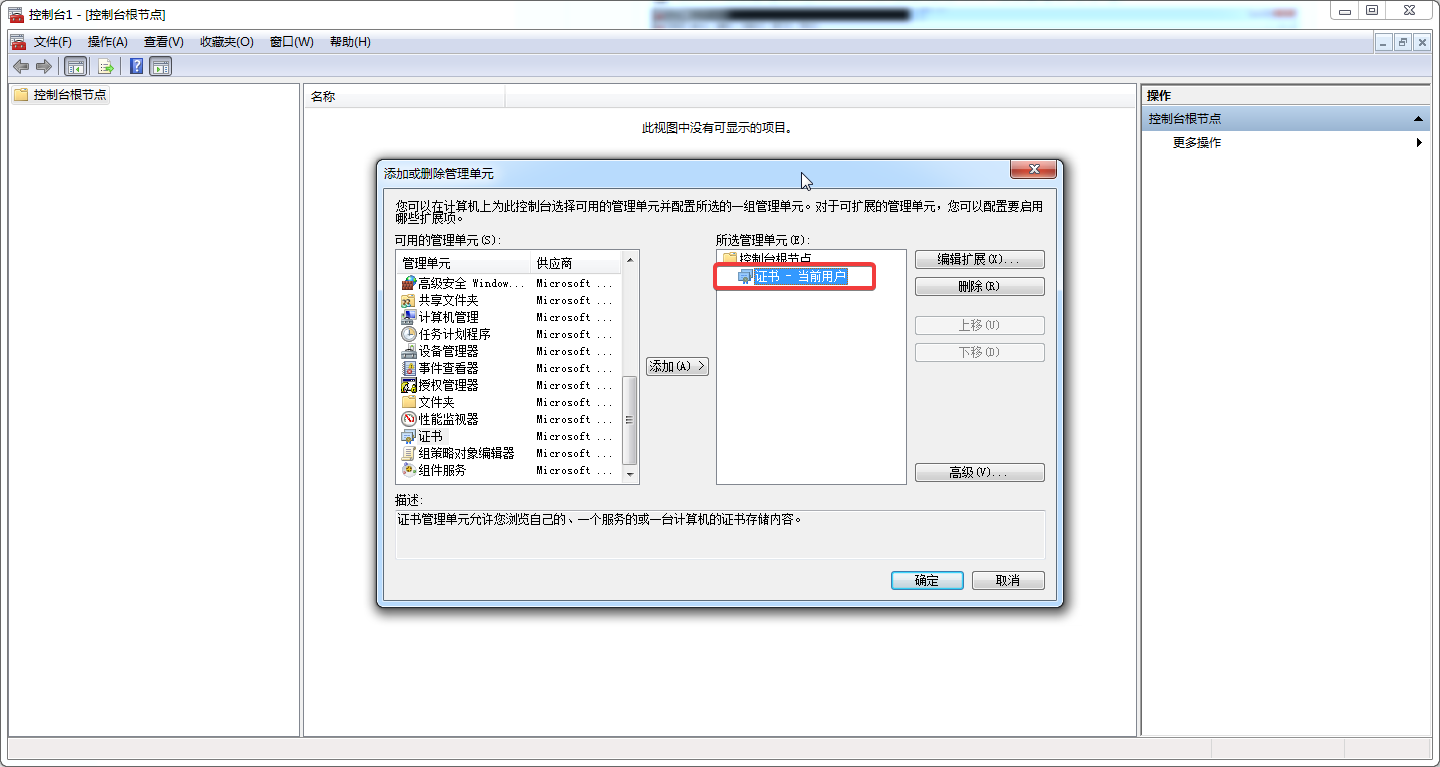 控制台1 - [控制台根节点]
文件(F) 操作(A) 查看(V) 收藏夹(O) 窗口(W) 帮助(H)
控制台根节点
名称
此视图中没有可显示的项目。
操作
控制台根节点
更多操作
添加或删除管理单元
您可以在计算机上为此控制台选择可用的管理单元并配置所选的一组管理单元。对于可扩展的管理单元，您可以配置要启用
哪些扩展项。
可用的管理单元(S):
管理单元 供应商
高级安全 Window... Microsoft ...
共享文件夹 Microsoft ...
计算机管理 Microsoft ...
任务计划程序 Microsoft ...
设备管理器 Microsoft ...
事件查看器 Microsoft ...
授权管理器 Microsoft ...
文件夹 Microsoft ...
性能监视器 Microsoft ...
证书 Microsoft ...
组策略对象编辑器 Microsoft ...
组件服务 Microsoft ...
添加(A) >
所选管理单元(E):
控制台根节点
证书 - 当前用户
编辑扩展(X)...
删除(R)
上移(U)
下移(D)
高级(V)...
描述:
证书管理单元允许您浏览自己的、一个服务的或一台计算机的证书存储内容。
确定 取消